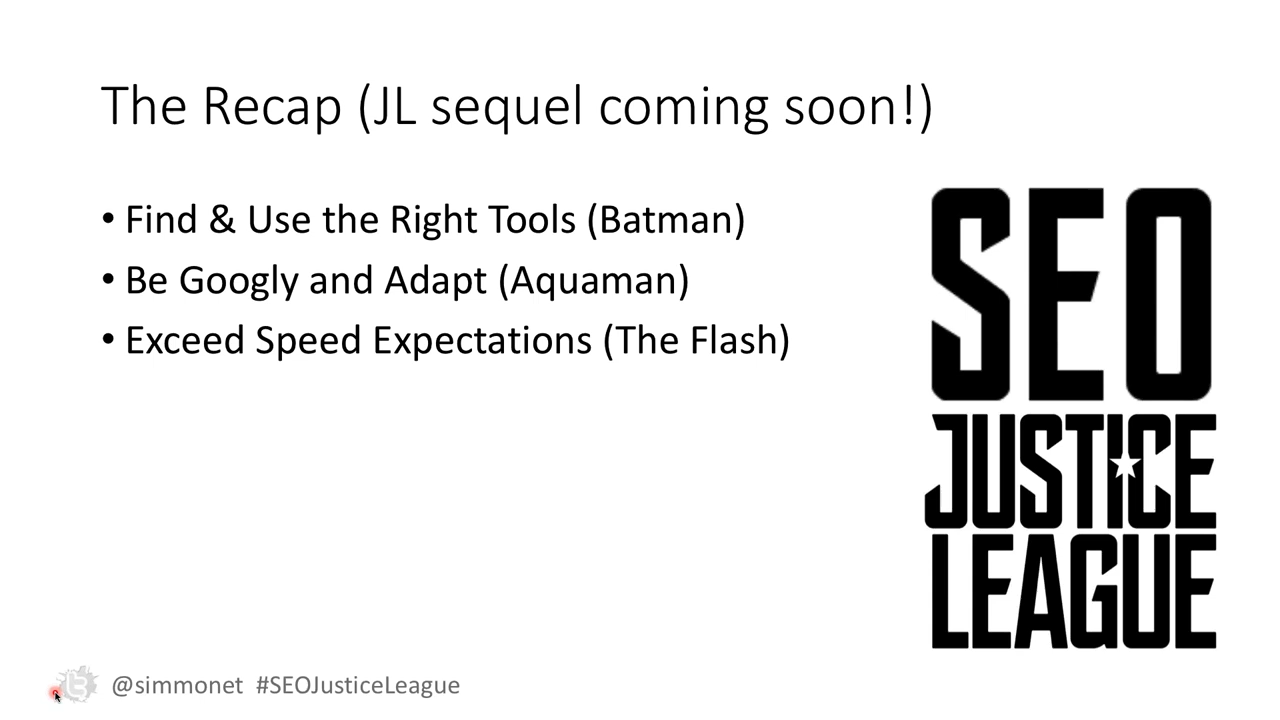 The Recap (JL sequel coming soon!)
• Find & Use the Right Tools (Batman)
• Be Googly and Adapt (Aquaman)
• Exceed Speed Expectations (The Flash)
SEO
JUSTICE
LEAGUE
@simmonet #SEOJusticeLeague